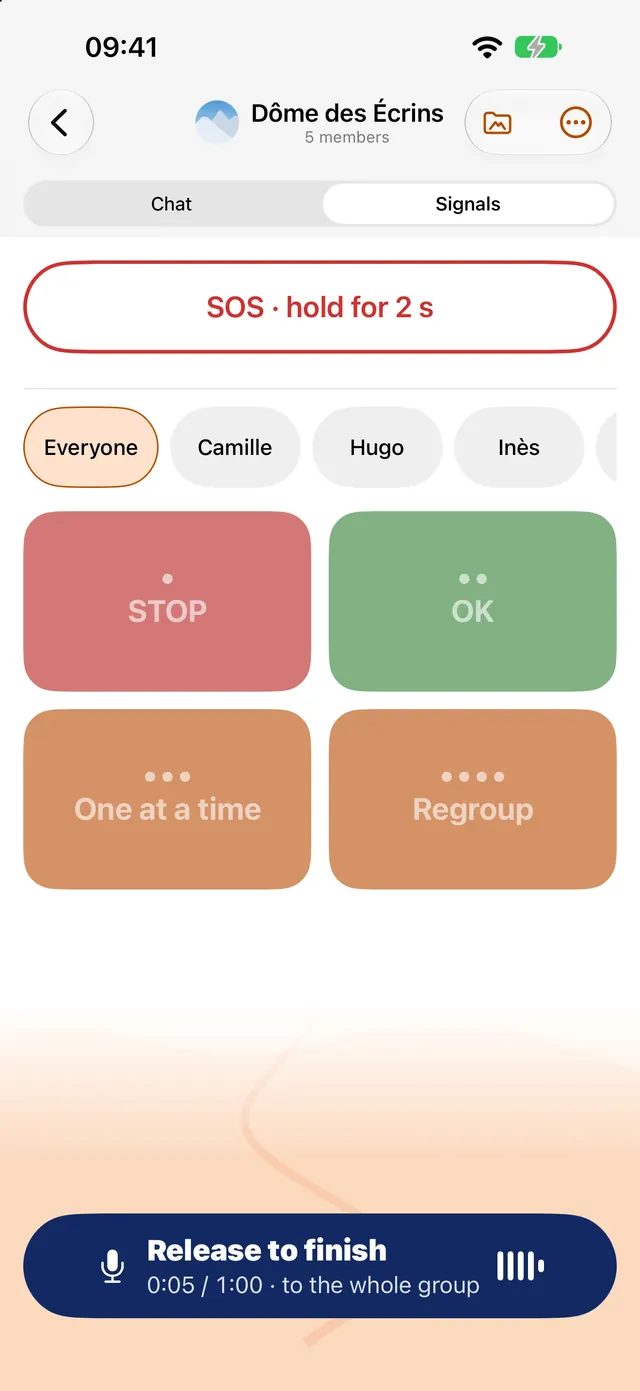 09:41
Dôme des Écrins
5 members
Chat
Signals
SOS · hold for 2 s
Everyone
Camille
Hugo
Inès
STOP
OK
One at a time
Regroup
Release to finish
0:05 / 1:00 · to the whole group